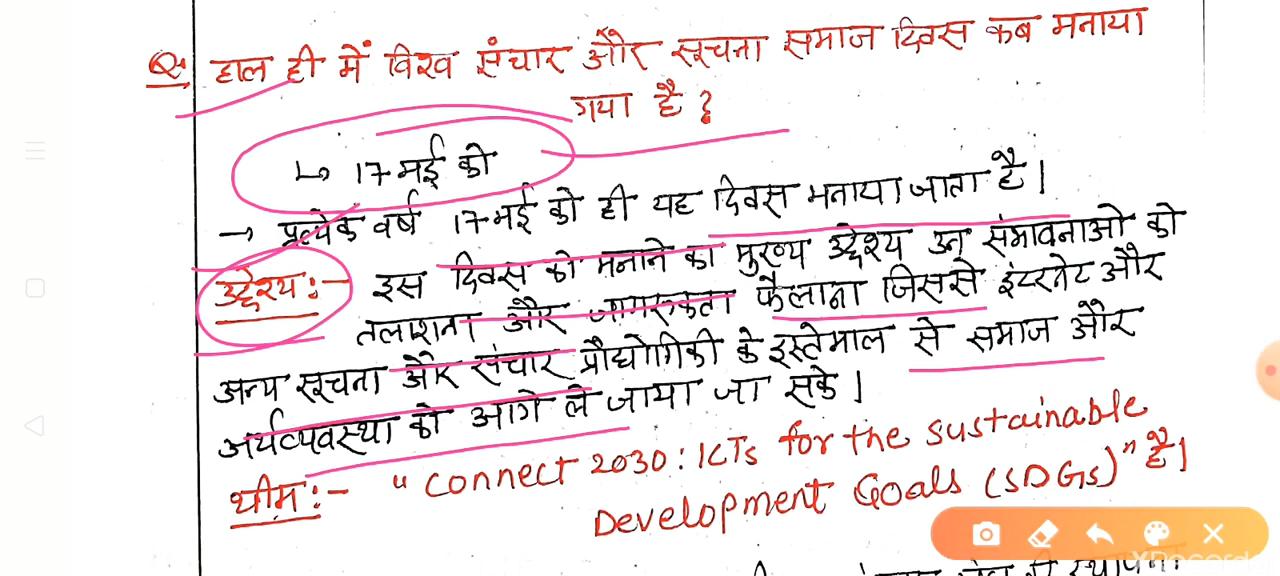 Q. हाल ही में विश्व संचार और सूचना समाज दिवस कब मनाया
गया है ?
↳ 17 मई को
→ प्रत्येक वर्ष 17 मई को ही यह दिवस मनाया जाता है।
उद्देश्य :- इस दिवस को मनाने का मुख्य उद्देश्य उन संभावनाओ को
तलाशना और जागरुकता फैलाना जिससे इंटरनेट और
अन्य सूचना और संचार प्रौद्योगिकी के इस्तेमाल से समाज और
अर्थव्यवस्था को आगे ले जाया जा सके।
थीम :- "Connect 2030 : ICTs for the sustainable
Development Goals (SDGs)" है।